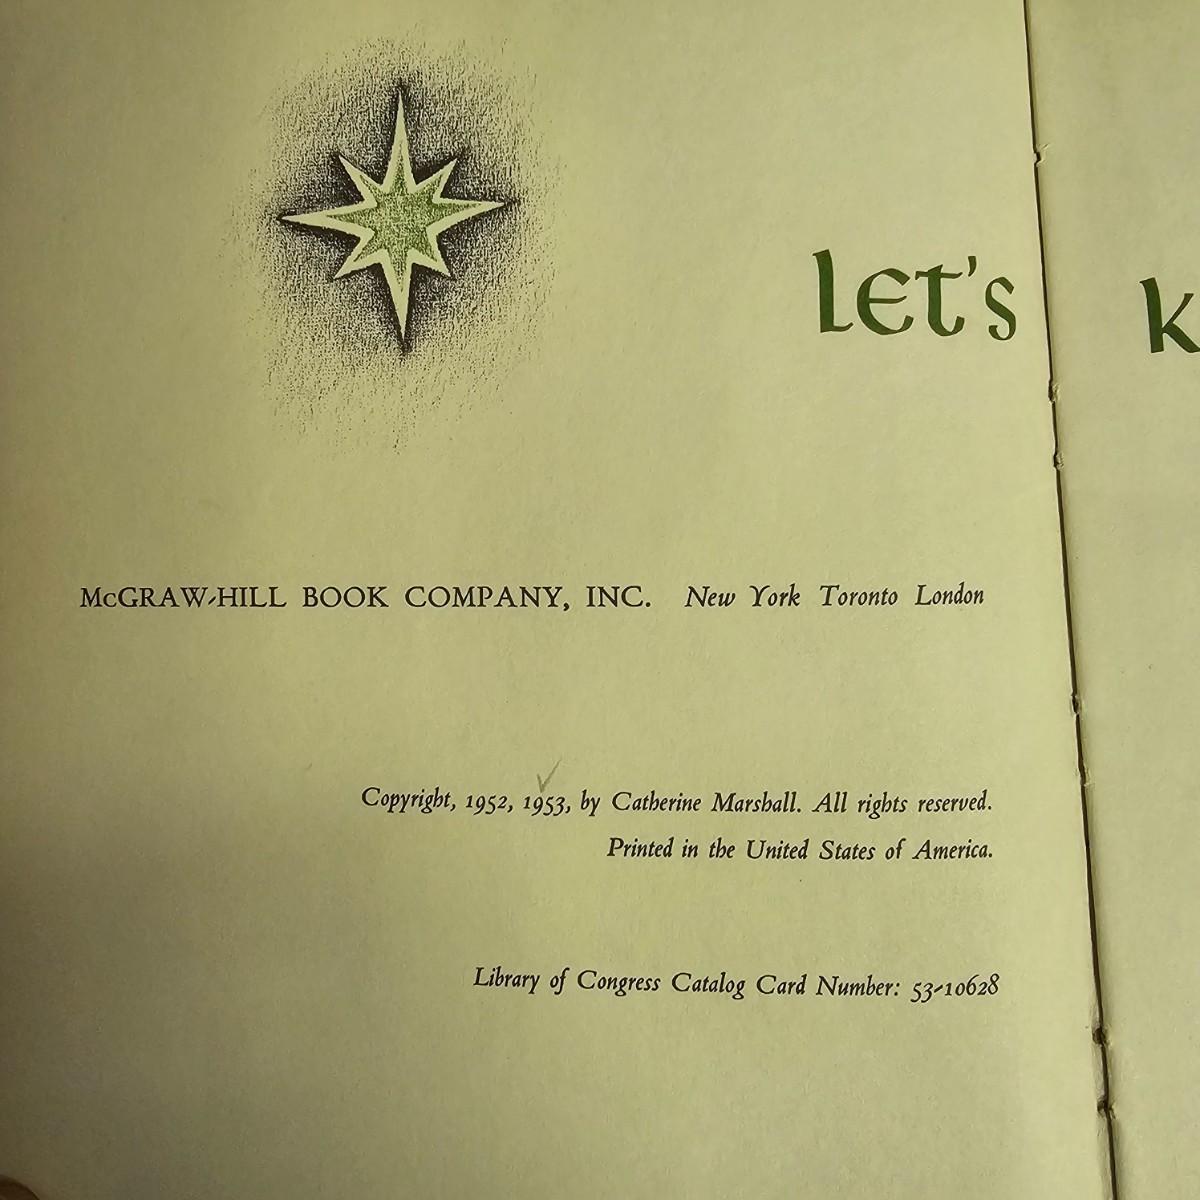 LET'S K
McGRAW-HILL BOOK COMPANY, INC. New York Toronto London
Copyright, 1952, 1953, by Catherine Marshall. All rights reserved.
Printed in the United States of America.
Library of Congress Catalog Card Number: 53-10628